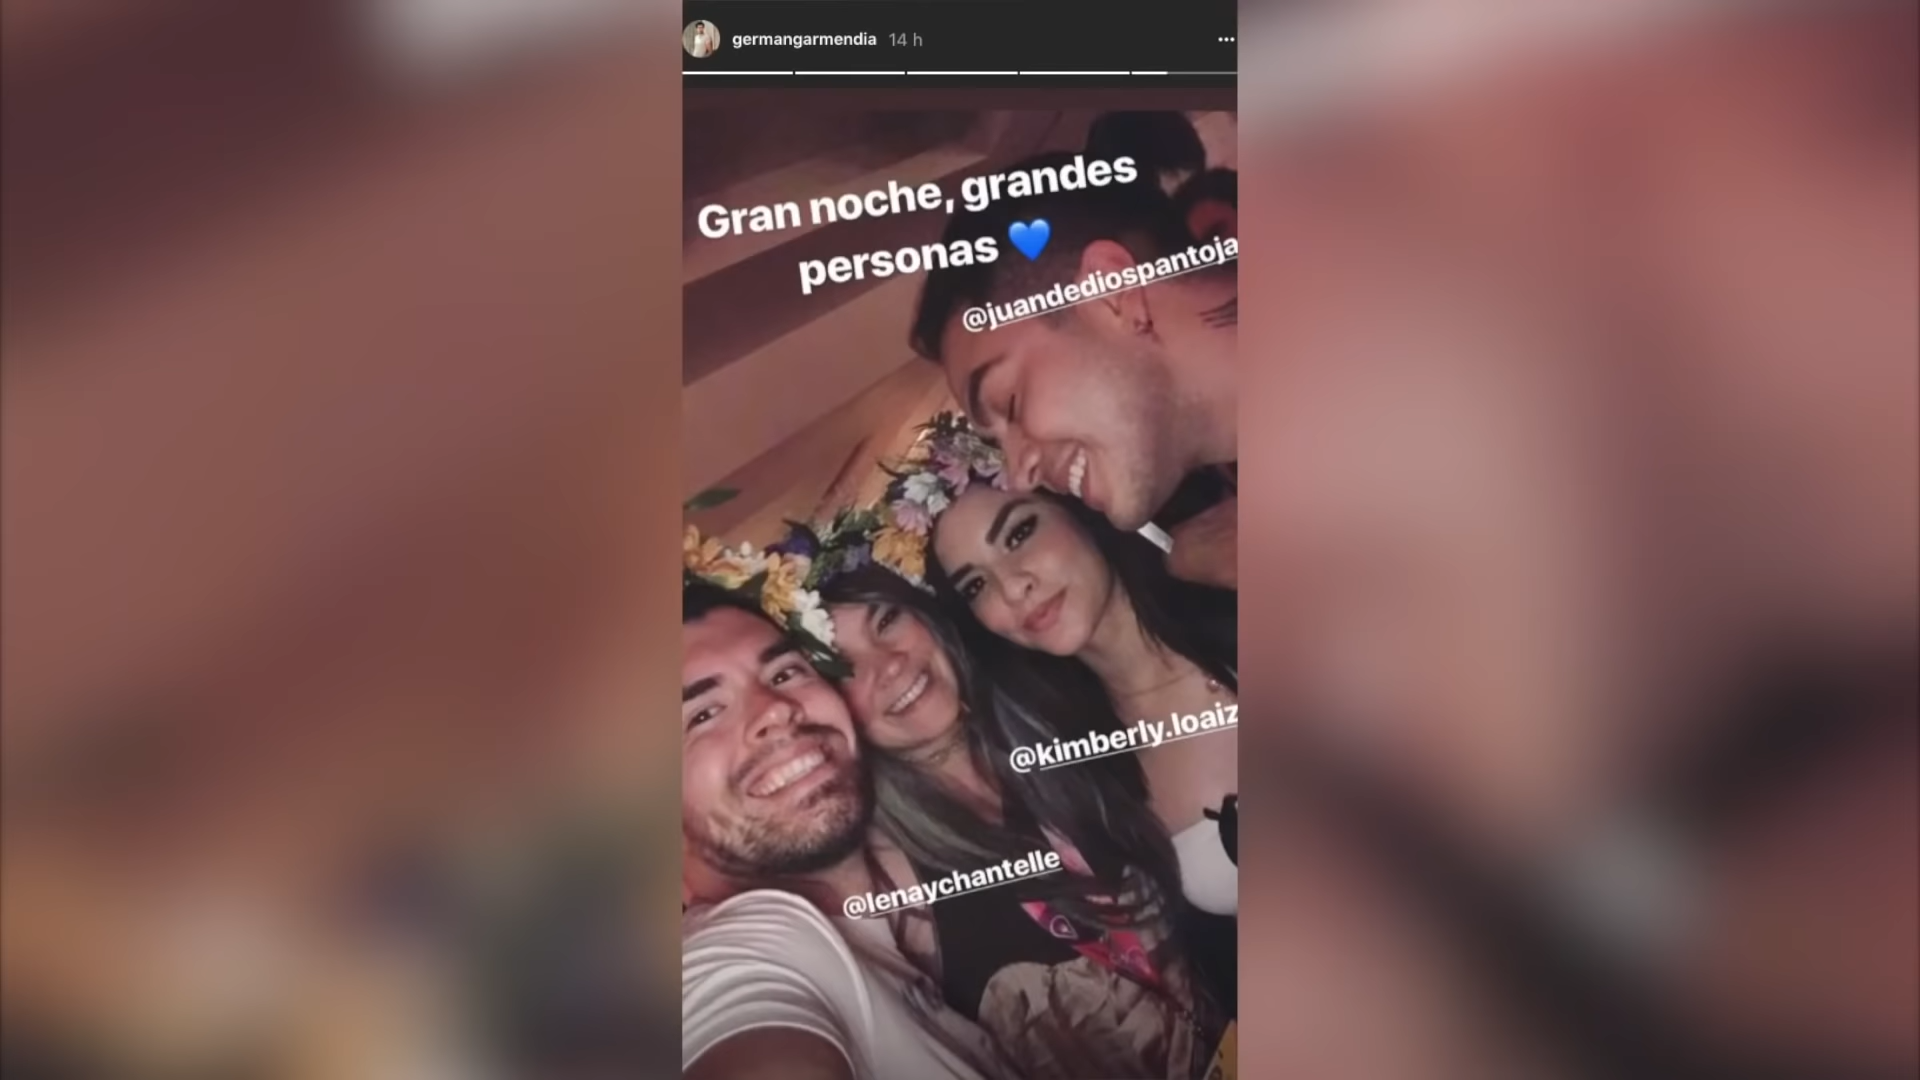 germangarmendia 14 h
Gran noche, grandes
personas 💙
@juandediospantoja
@kimberly.loaiz
@lenaychantelle